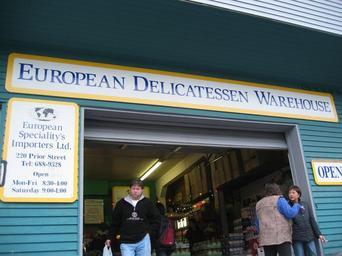 European Delicatessen Warehouse
European
Speciality's
Importers Ltd.
220 Prior Street
Tel: 688-9528
Open
Mon-Fri 8:30-4:00
Saturday 9:00-4:00
OPEN